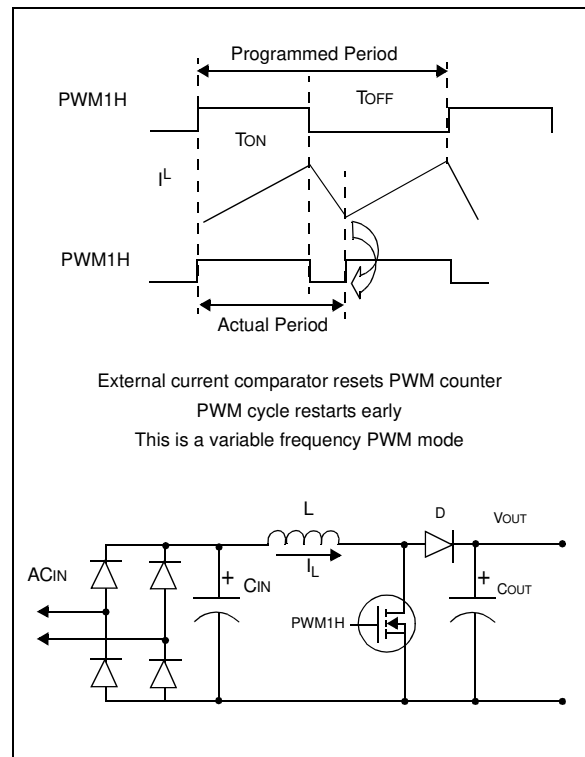 Programmed Period
PWM1H
TOFF
TON
IL
PWM1H
Actual Period
External current comparator resets PWM counter
PWM cycle restarts early
This is a variable frequency PWM mode
L
D
VOUT
IL
ACIN
+
CIN
+
COUT
PWM1H